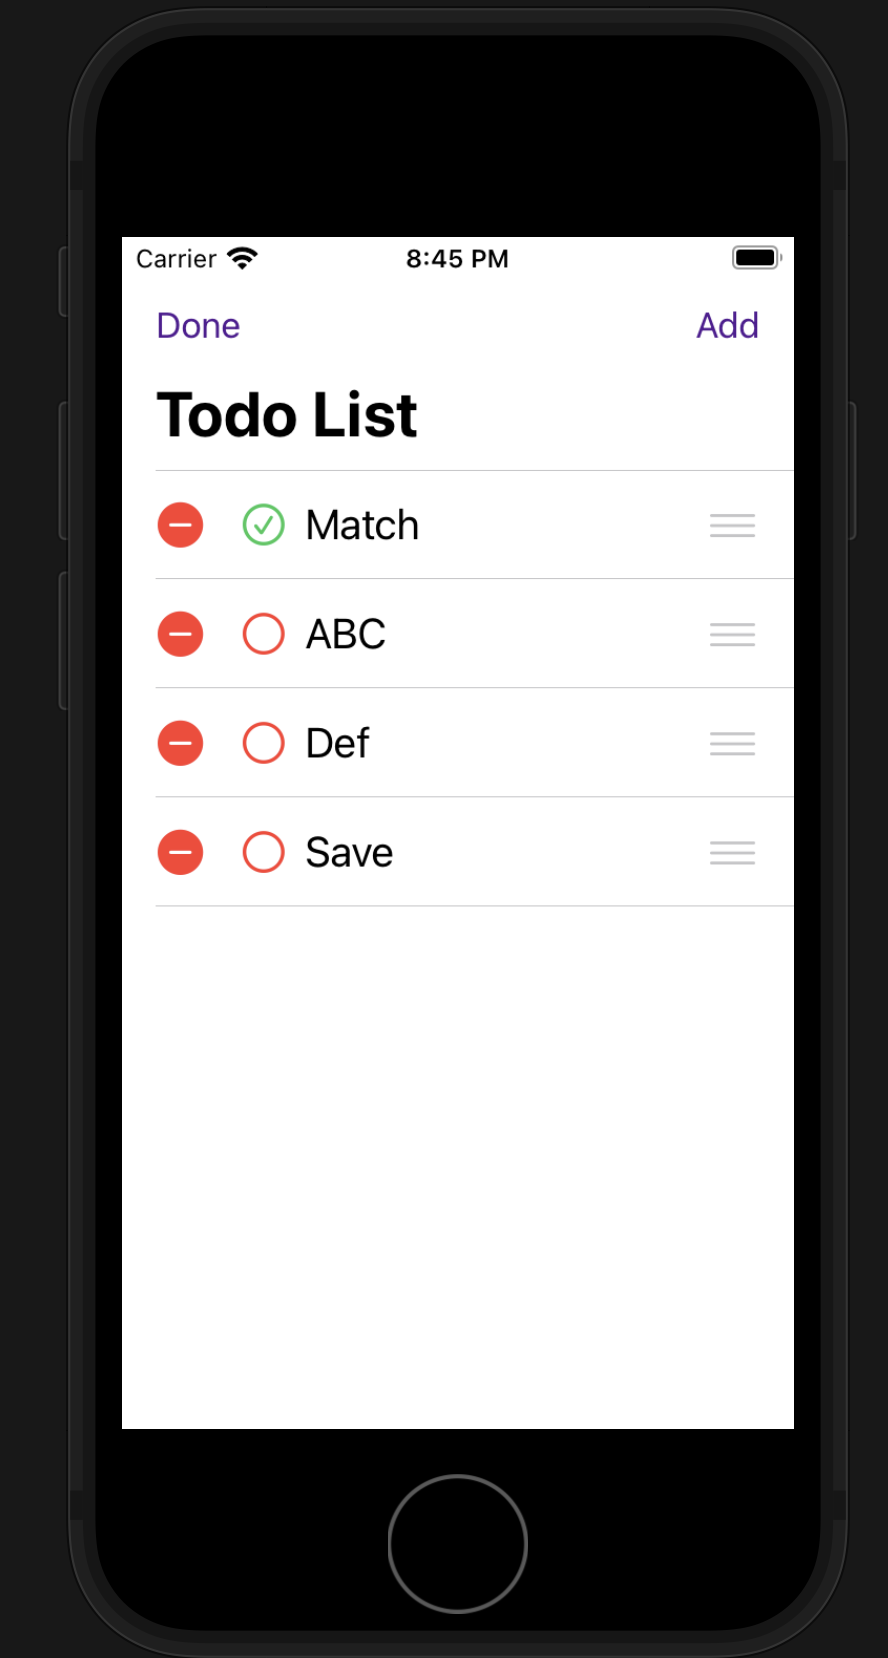 Carrier 8:45 PM
Done Add
Todo List
Match
ABC
Def
Save